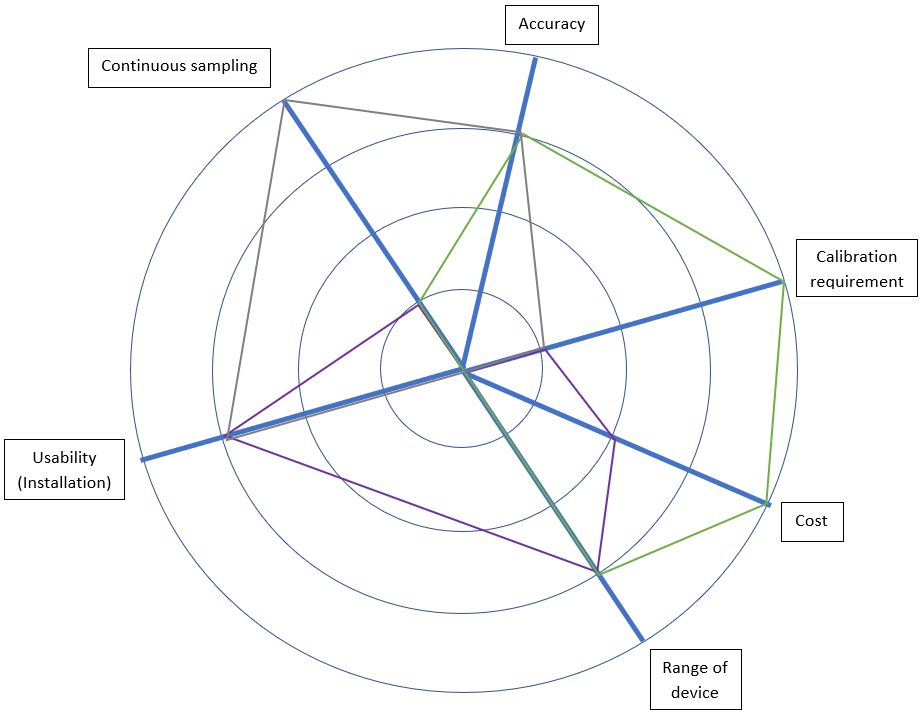 Accuracy
Continuous sampling
Calibration
requirement
Usability
(Installation)
Cost
Range of
device